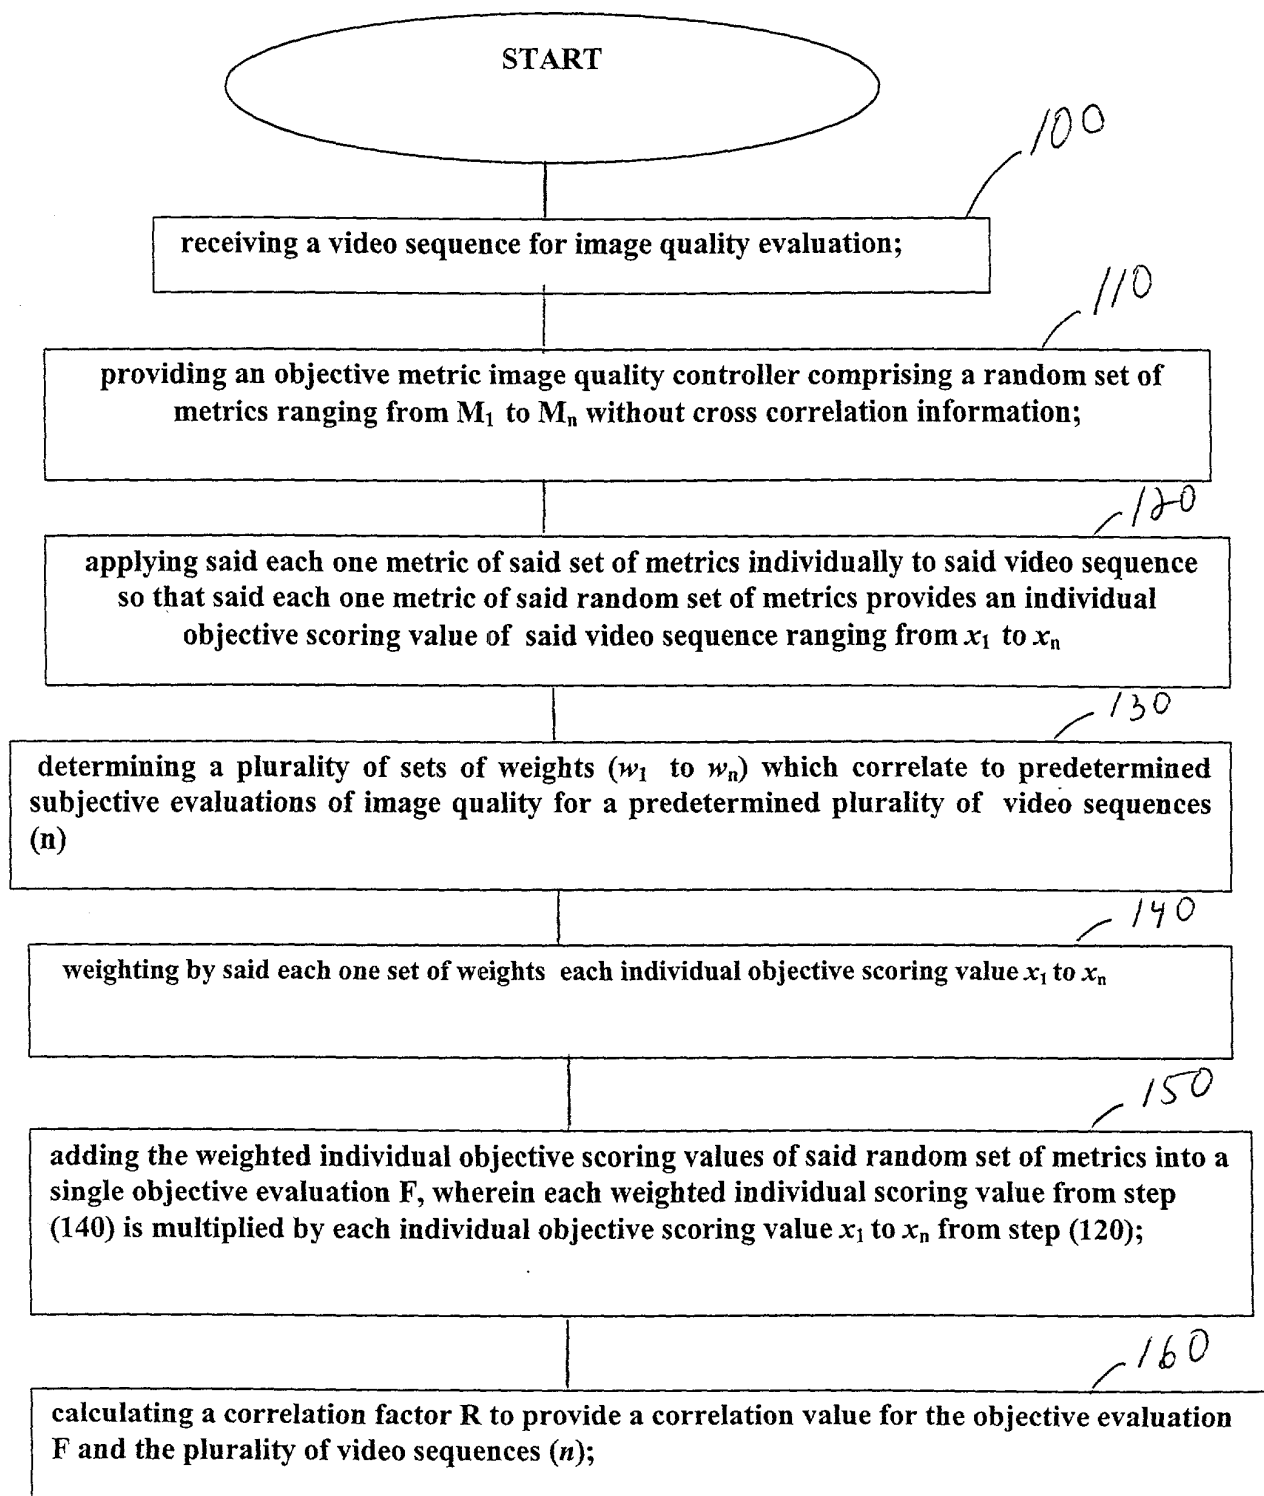 START
100
receiving a video sequence for image quality evaluation;
110
providing an objective metric image quality controller comprising a random set of
metrics ranging from M₁ to Mₙ without cross correlation information;
120
applying said each one metric of said set of metrics individually to said video sequence
so that said each one metric of said random set of metrics provides an individual
objective scoring value of said video sequence ranging from x₁ to xₙ
130
determining a plurality of sets of weights (w₁ to wₙ) which correlate to predetermined
subjective evaluations of image quality for a predetermined plurality of video sequences
(n)
140
weighting by said each one set of weights each individual objective scoring value x₁ to xₙ
150
adding the weighted individual objective scoring values of said random set of metrics into a
single objective evaluation F, wherein each weighted individual scoring value from step
(140) is multiplied by each individual objective scoring value x₁ to xₙ from step (120);
160
calculating a correlation factor R to provide a correlation value for the objective evaluation
F and the plurality of video sequences (n);